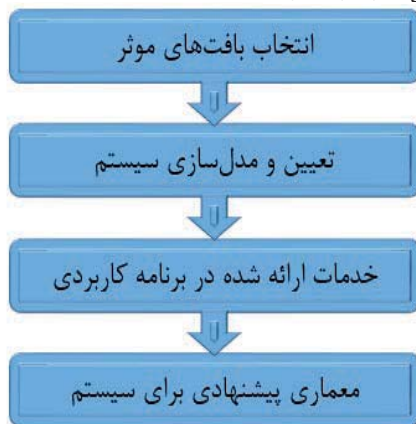 انتخاب بافت‌های موثر
تعیین و مدل‌سازی سیستم
خدمات ارائه شده در برنامه کاربردی
معماری پیشنهادی برای سیستم